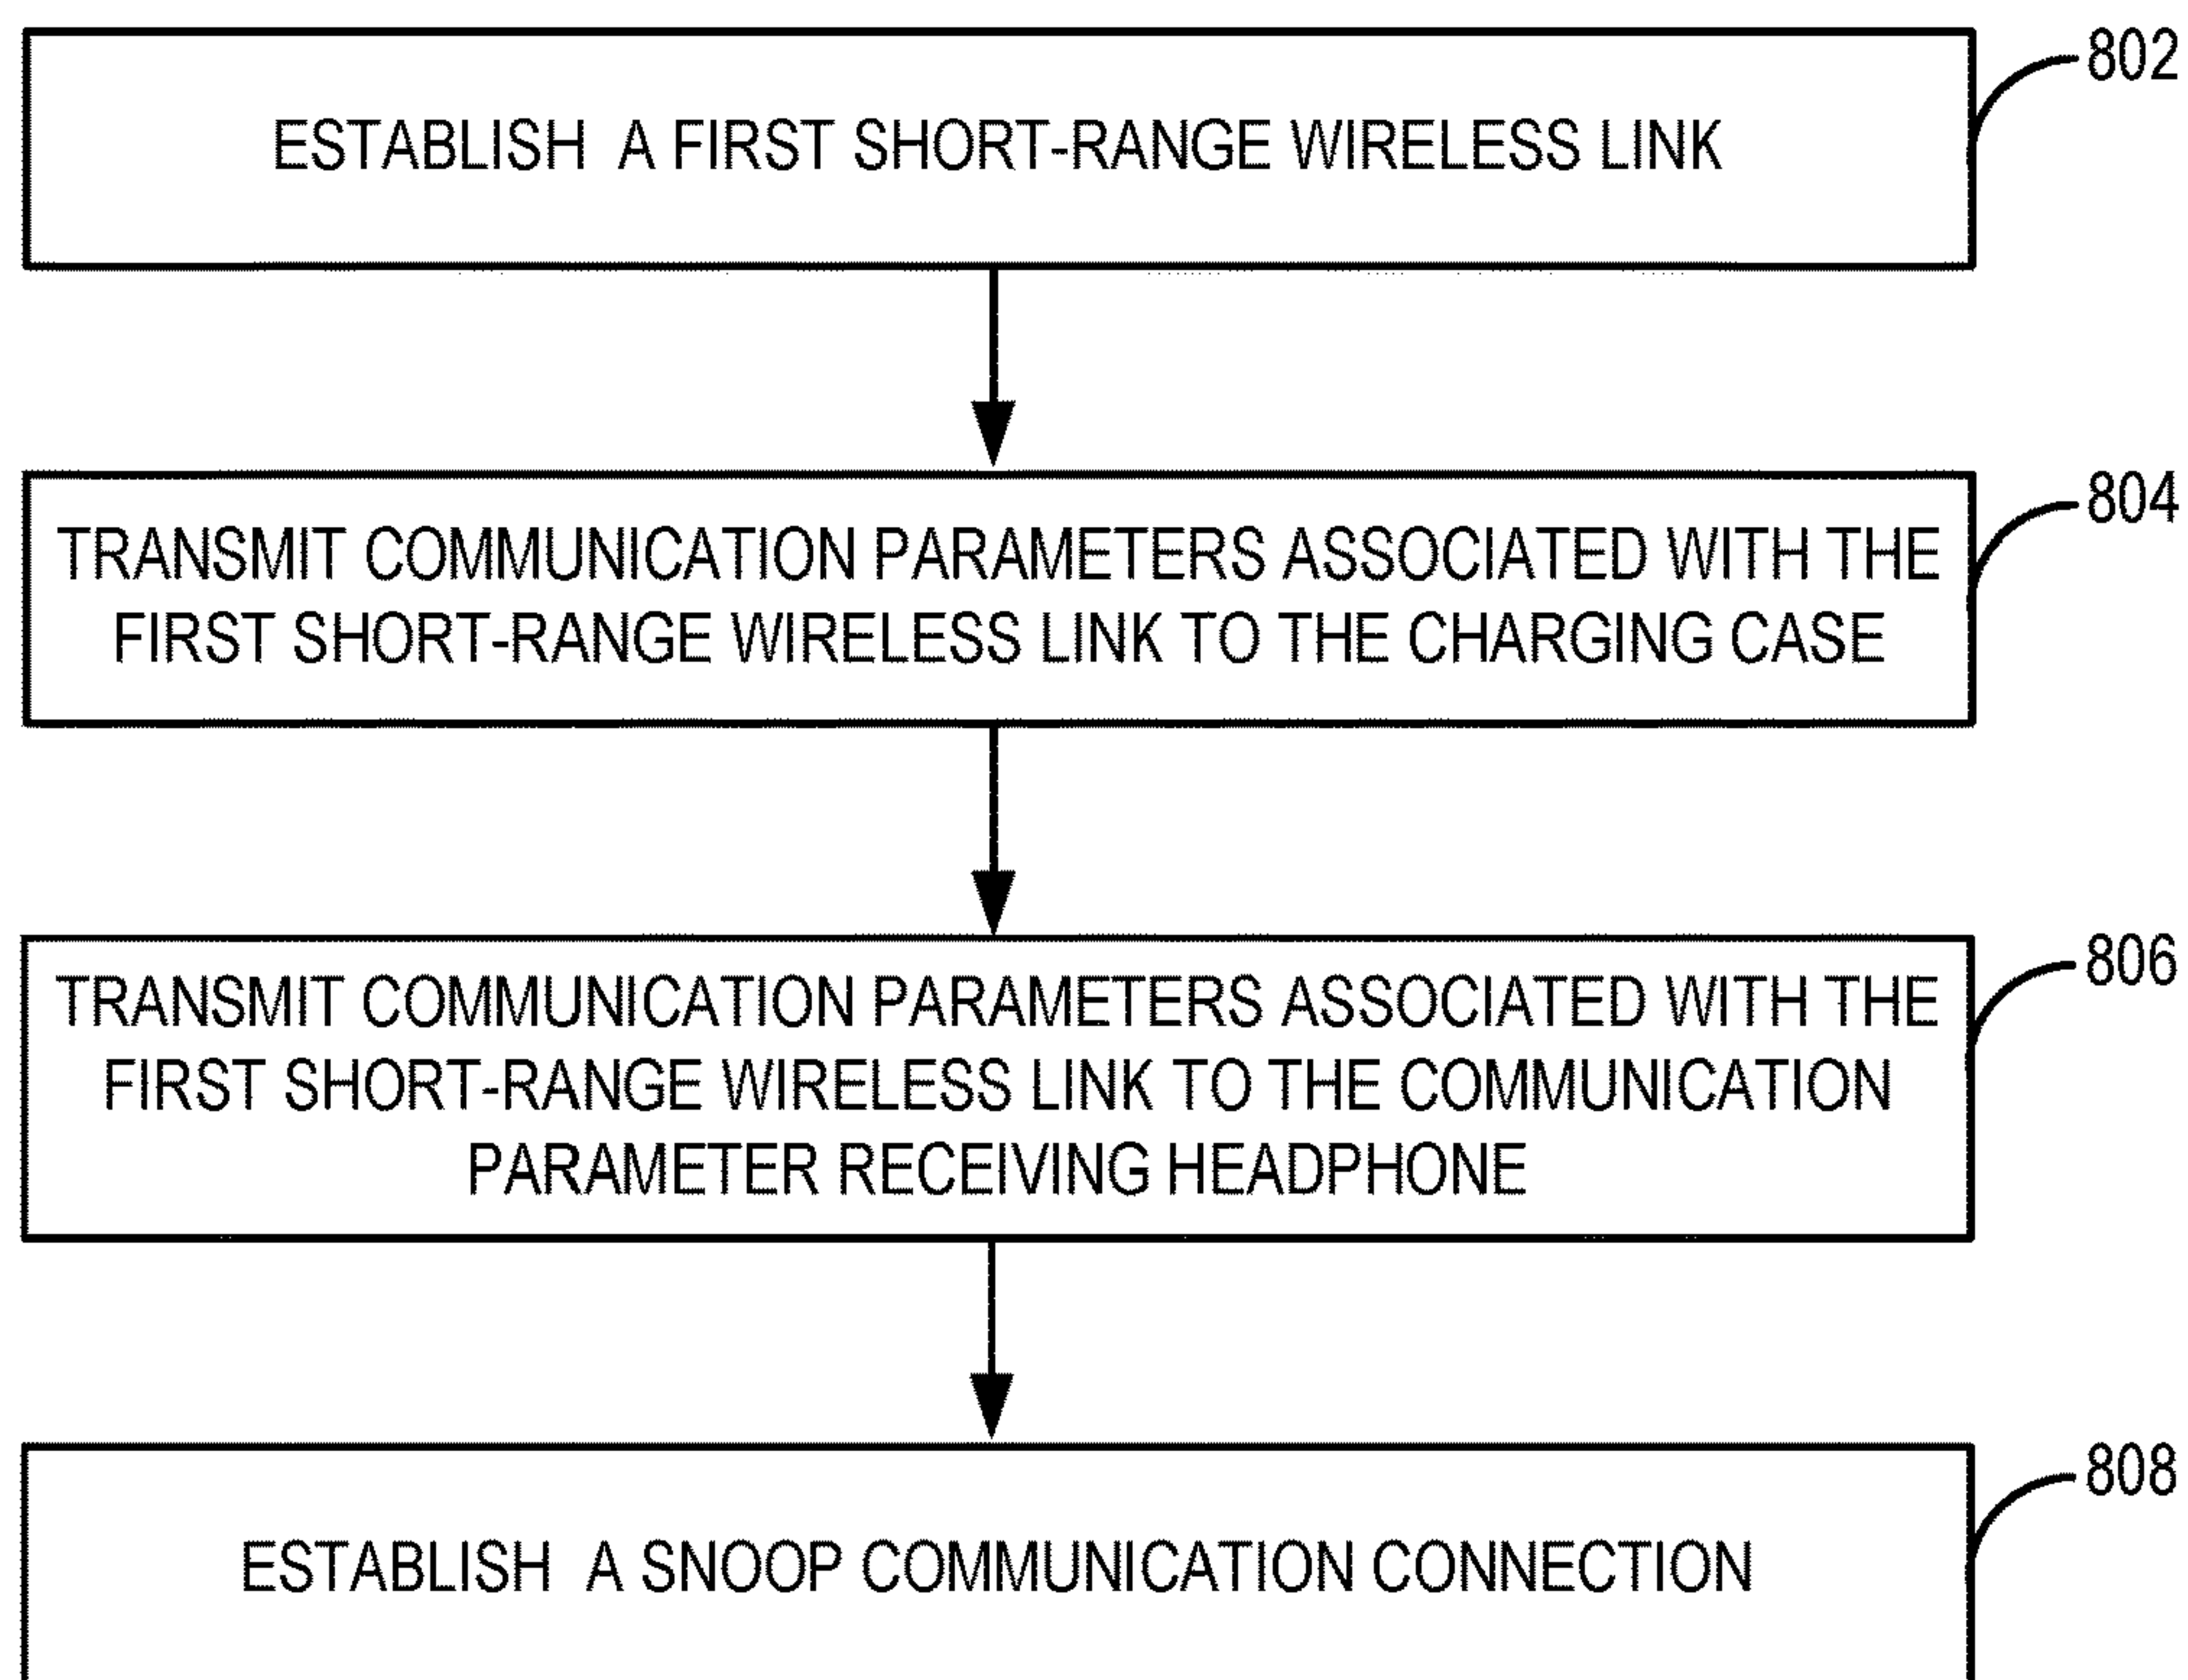 802
ESTABLISH A FIRST SHORT-RANGE WIRELESS LINK
804
TRANSMIT COMMUNICATION PARAMETERS ASSOCIATED WITH THE
FIRST SHORT-RANGE WIRELESS LINK TO THE CHARGING CASE
806
TRANSMIT COMMUNICATION PARAMETERS ASSOCIATED WITH THE
FIRST SHORT-RANGE WIRELESS LINK TO THE COMMUNICATION
PARAMETER RECEIVING HEADPHONE
808
ESTABLISH A SNOOP COMMUNICATION CONNECTION